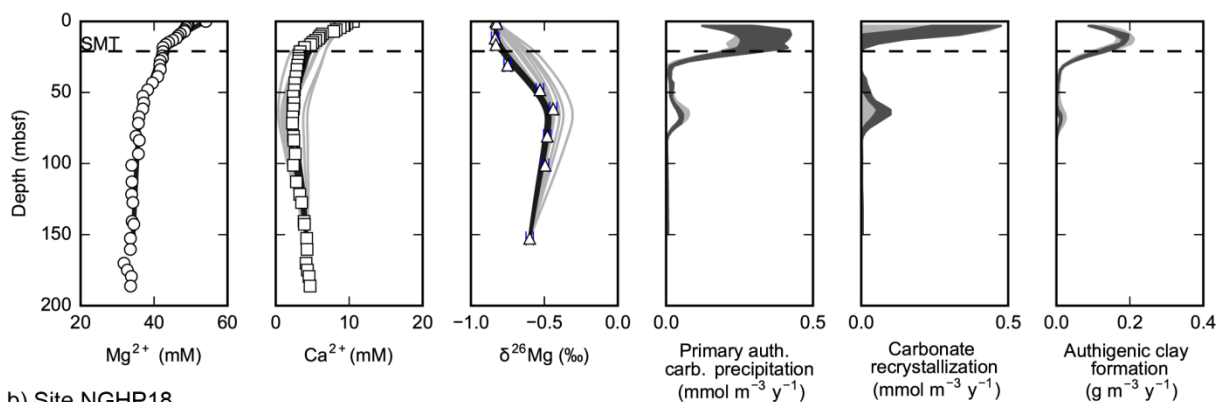 0
SMT
50
100
150
200
Depth (mbsf)
20 40 60
0 10 20
−1.0 −0.5 0.0
0.0 0.5
0.0 0.5
0.0 0.2 0.4
Mg2+ (mM)
Ca2+ (mM)
δ26Mg (‰)
Primary auth.
carb. precipitation
(mmol m−3 y−1)
Carbonate
recrystallization
(mmol m−3 y−1)
Authigenic clay
formation
(g m−3 y−1)
b) Site NGHP18